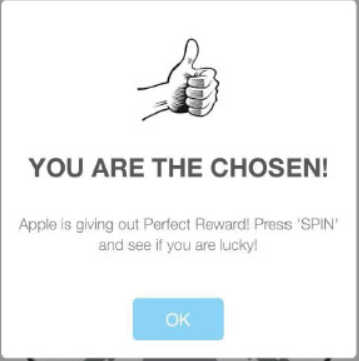 YOU ARE THE CHOSEN!
Apple is giving out Perfect Reward! Press 'SPIN'
and see if you are lucky!
OK